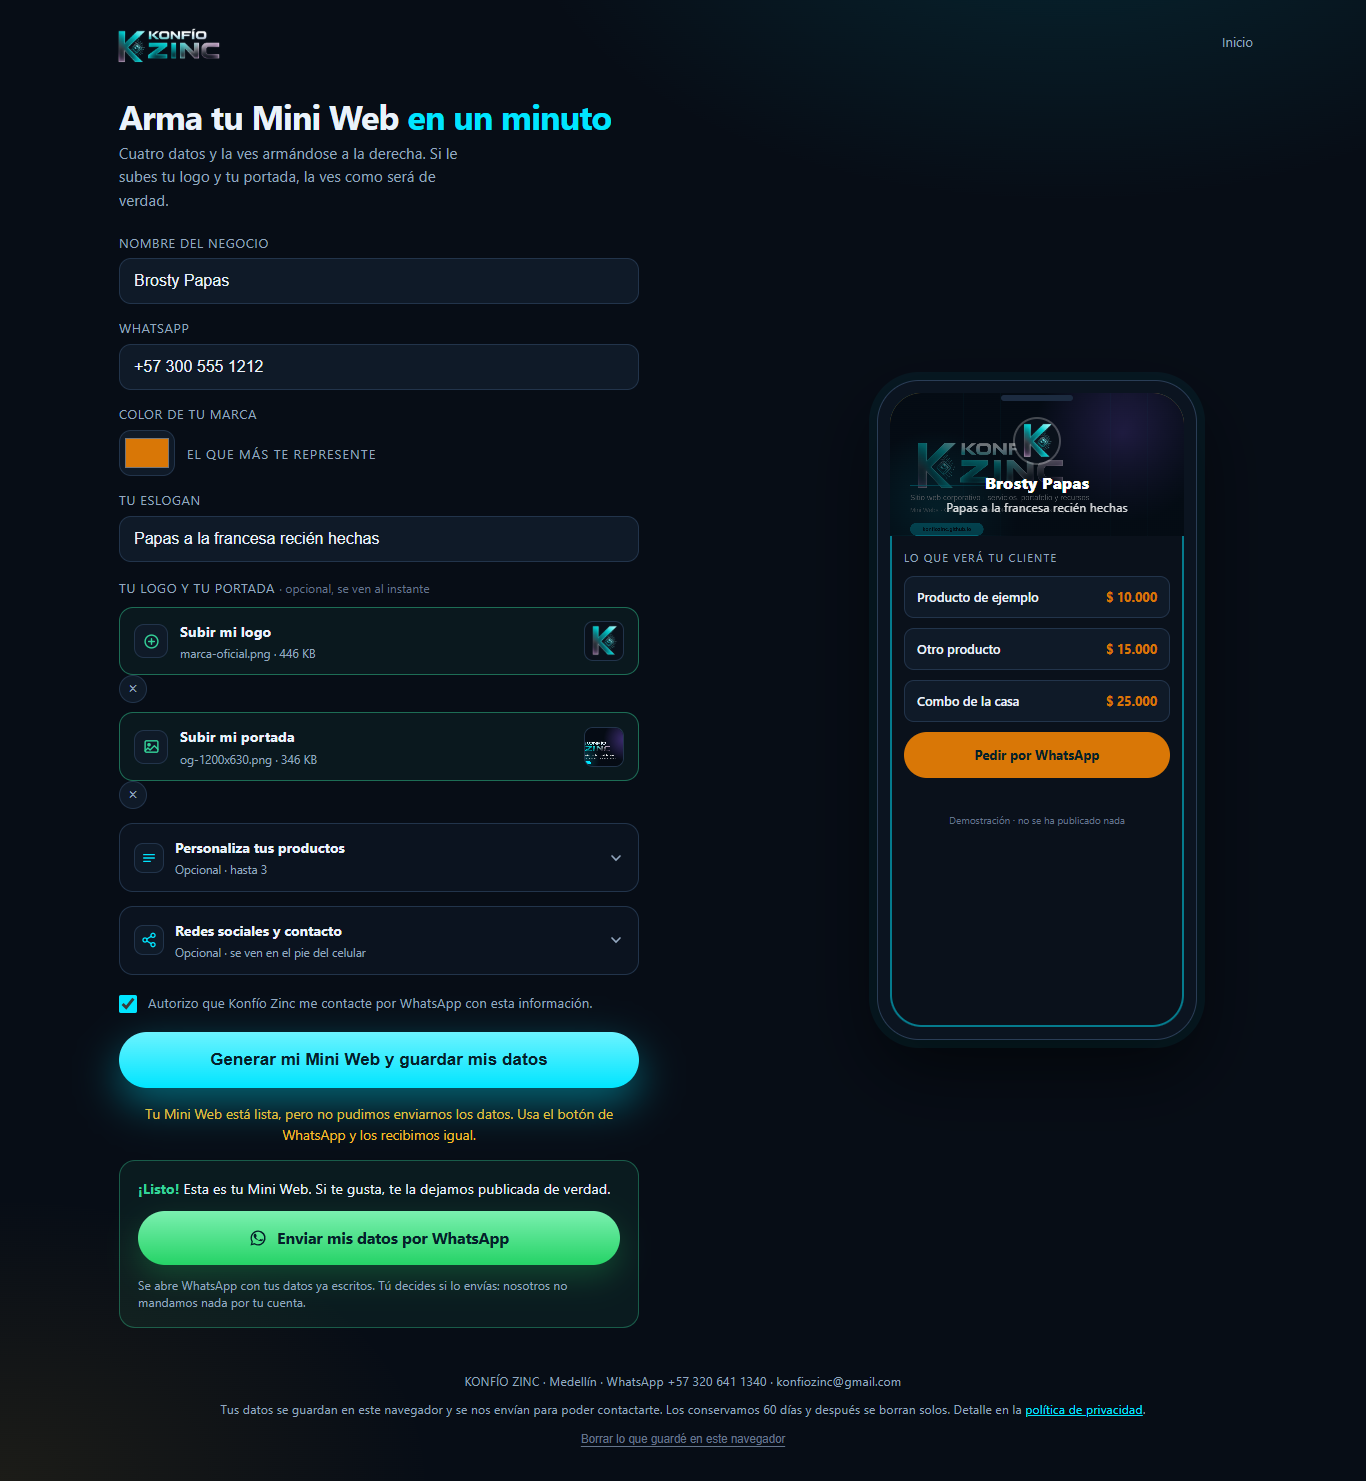 KONFÍO
ZINC
Inicio
Arma tu Mini Web en un minuto
Cuatro datos y la ves armándose a la derecha. Si le
subes tu logo y tu portada, la ves como será de
verdad.
NOMBRE DEL NEGOCIO
Brosty Papas
WHATSAPP
+57 300 555 1212
COLOR DE TU MARCA
EL QUE MÁS TE REPRESENTE
TU ESLOGAN
Papas a la francesa recién hechas
TU LOGO Y TU PORTADA · opcional, se ven al instante
Subir mi logo
marca-oficial.png · 446 KB
×
Subir mi portada
og-1200x630.png · 346 KB
×
Personaliza tus productos
Opcional · hasta 3
Redes sociales y contacto
Opcional · se ven en el pie del celular
Autorizo que Konfío Zinc me contacte por WhatsApp con esta información.
Generar mi Mini Web y guardar mis datos
Tu Mini Web está lista, pero no pudimos enviarnos los datos. Usa el botón de
WhatsApp y los recibimos igual.
¡Listo! Esta es tu Mini Web. Si te gusta, te la dejamos publicada de verdad.
Enviar mis datos por WhatsApp
Se abre WhatsApp con tus datos ya escritos. Tú decides si lo envías: nosotros no
mandamos nada por tu cuenta.
Brosty Papas
Papas a la francesa recién hechas
LO QUE VERÁ TU CLIENTE
Producto de ejemplo $ 10.000
Otro producto $ 15.000
Combo de la casa $ 25.000
Pedir por WhatsApp
Demostración · no se ha publicado nada
KONFÍO ZINC · Medellín · WhatsApp +57 320 641 1340 · konfiozinc@gmail.com
Tus datos se guardan en este navegador y se nos envían para poder contactarte. Los conservamos 60 días y después se borran solos. Detalle en la política de privacidad.
Borrar lo que guardé en este navegador